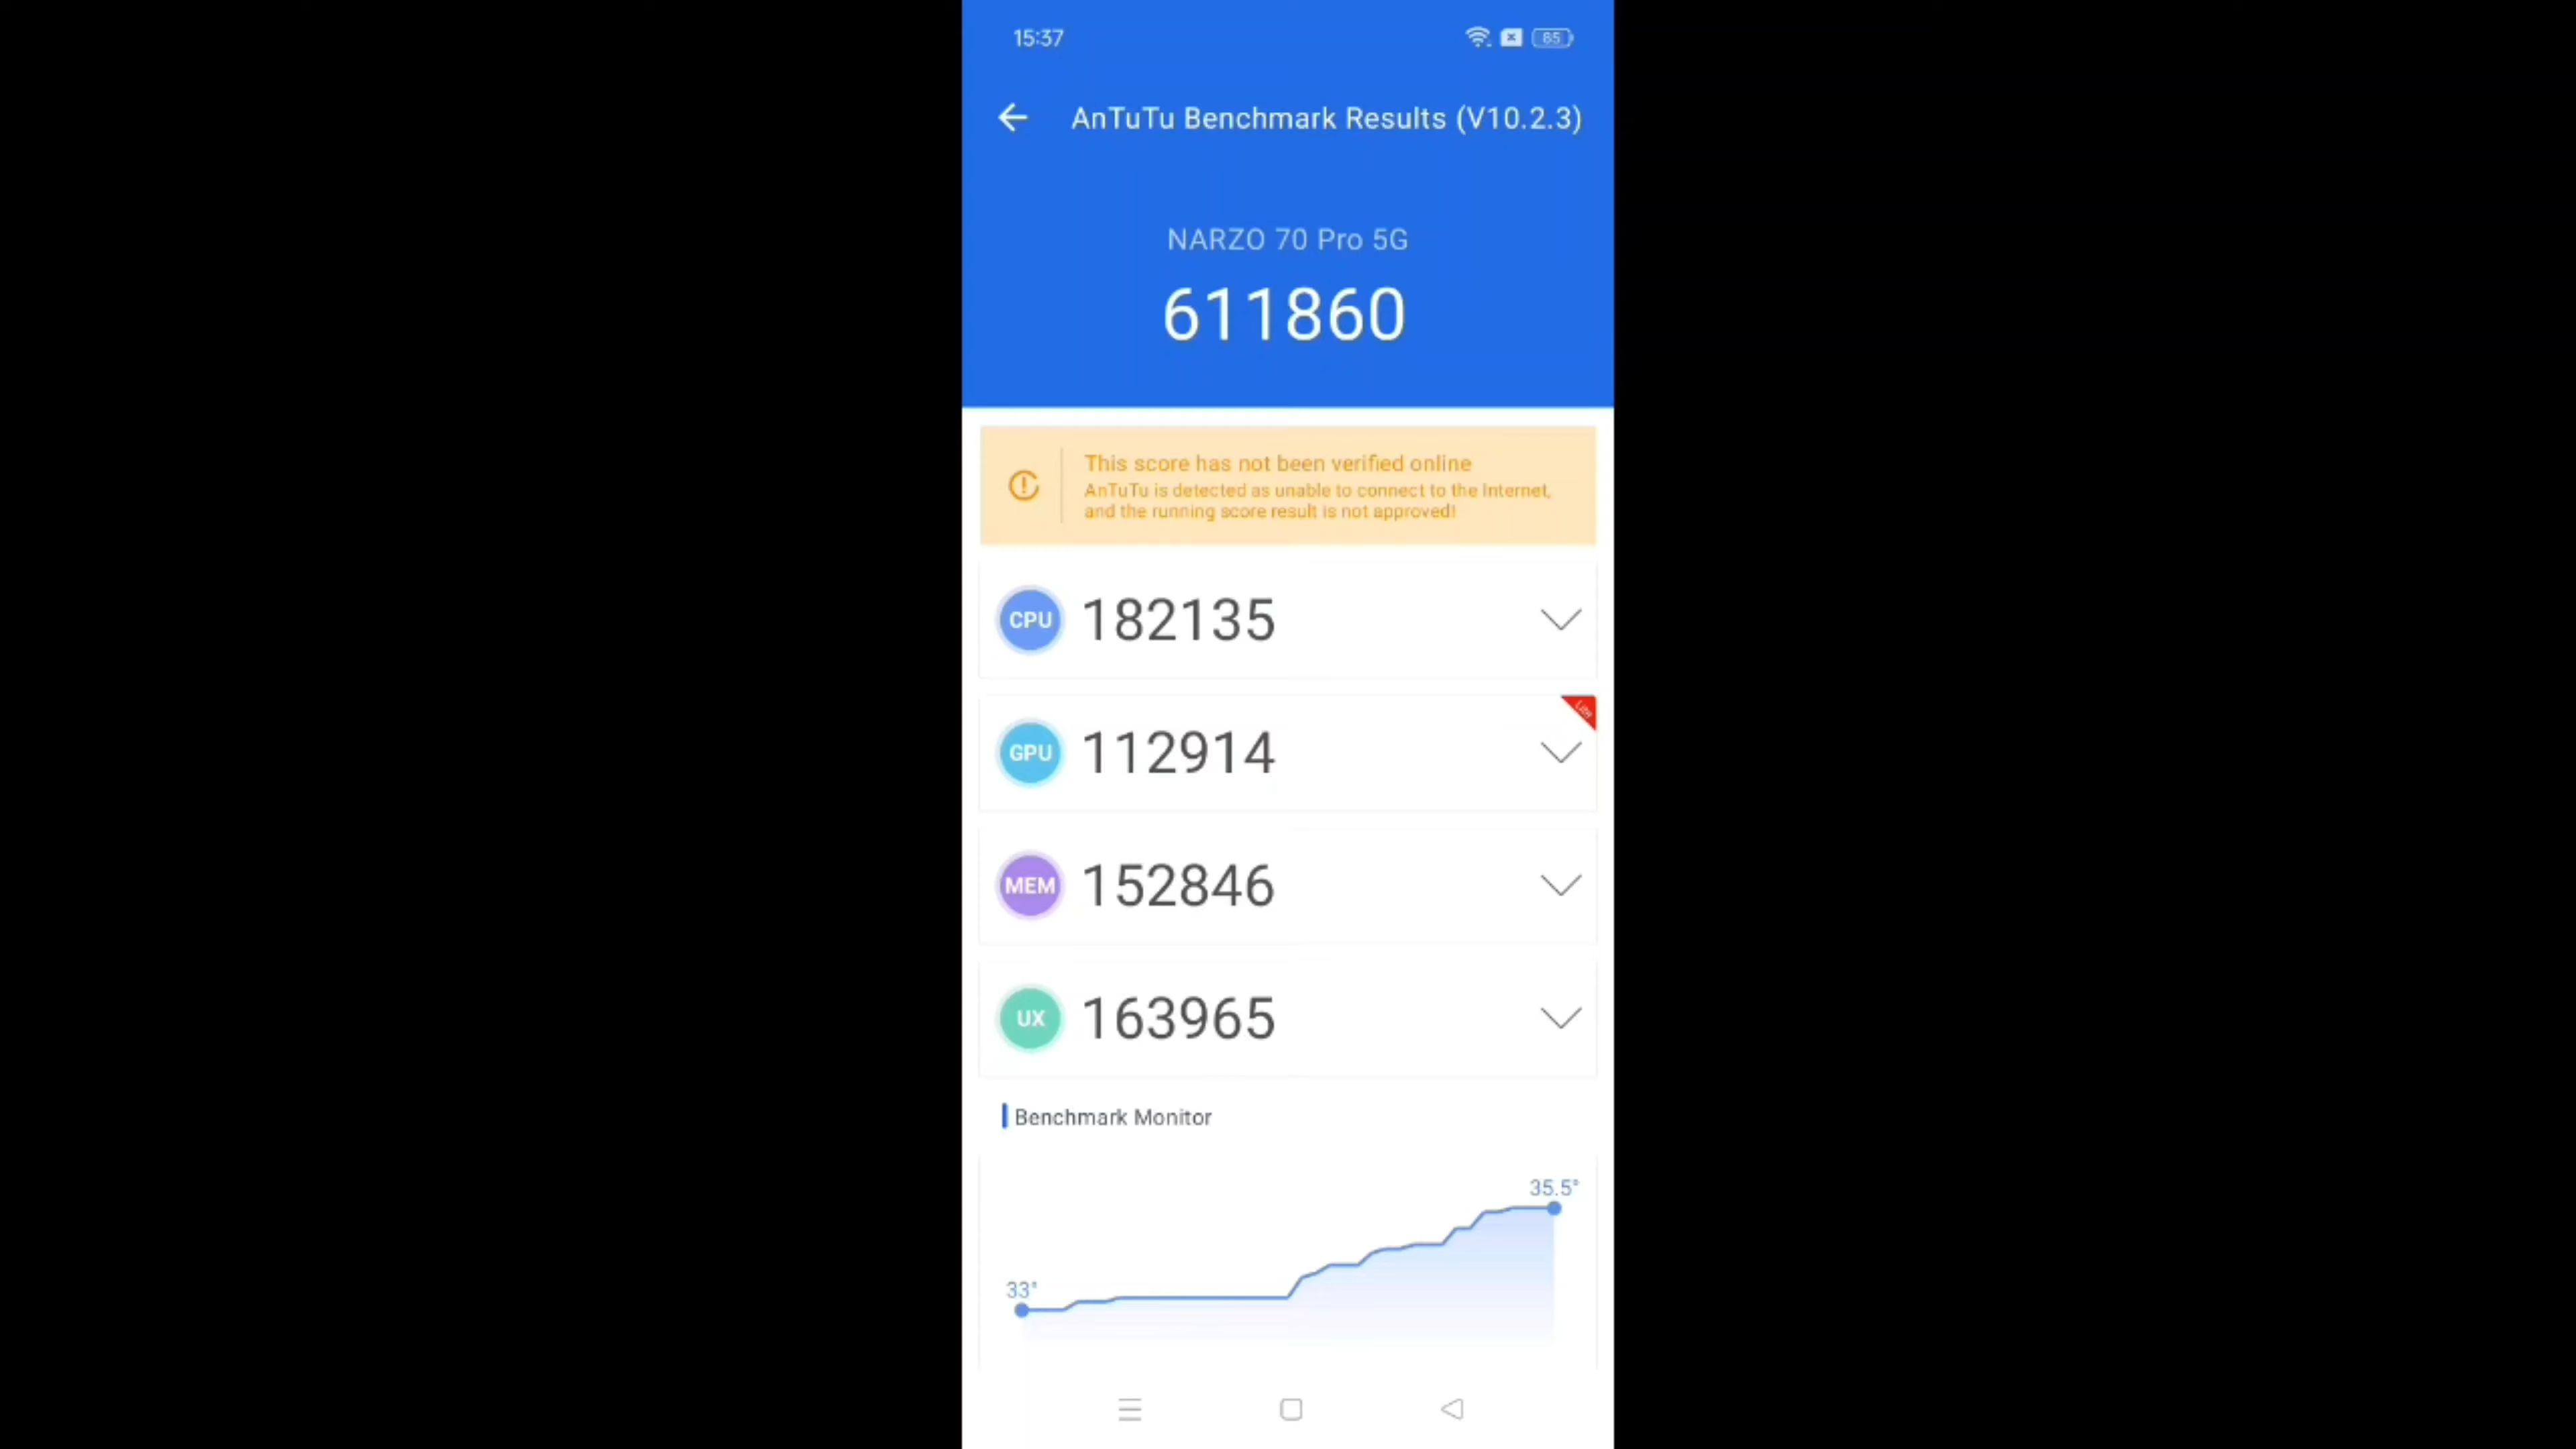 15:37
85
AnTuTu Benchmark Results (V10.2.3)
NARZO 70 Pro 5G
611860
This score has not been verified online
AnTuTu is detected as unable to connect to the Internet,
and the running score result is not approved!
CPU 182135
Lite
GPU 112914
MEM 152846
UX 163965
Benchmark Monitor
35.5°
33°